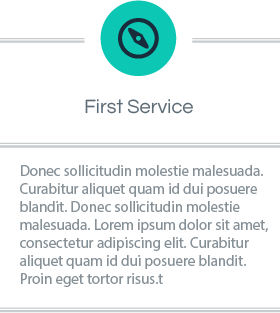 First Service
Donec sollicitudin molestie malesuada.
Curabitur aliquet quam id dui posuere
blandit. Donec sollicitudin molestie
malesuada. Lorem ipsum dolor sit amet,
consectetur adipiscing elit. Curabitur
aliquet quam id dui posuere blandit.
Proin eget tortor risus.t